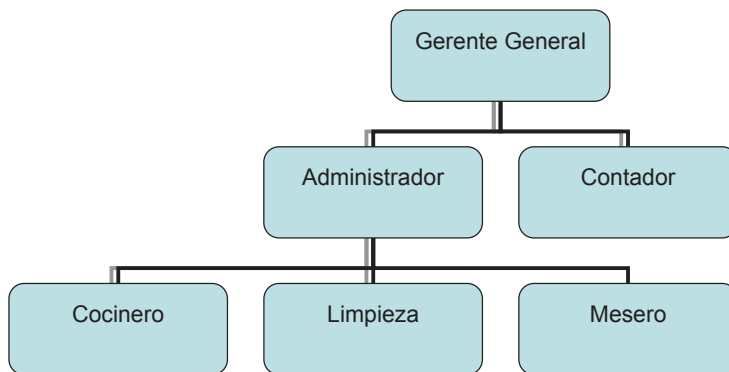 Gerente General
Administrador
Contador
Cocinero
Limpieza
Mesero